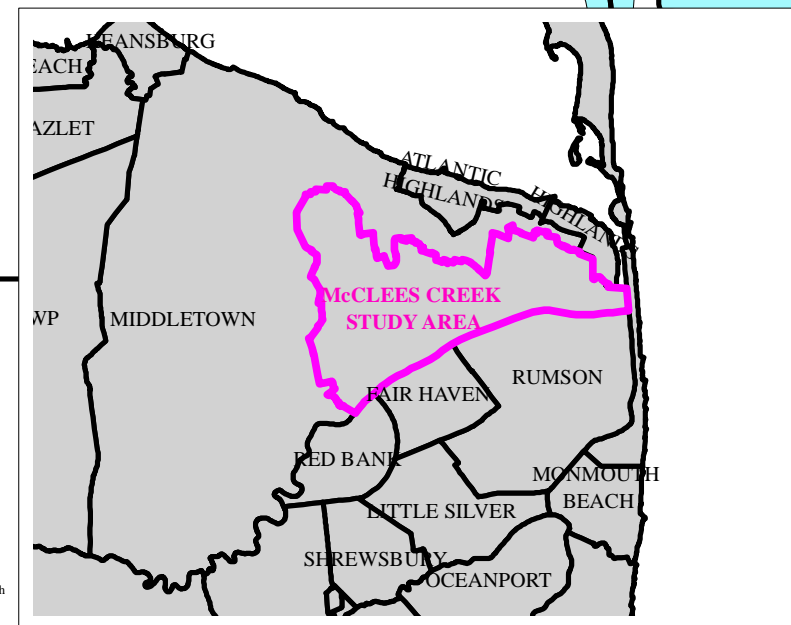 KEANSBURG
EACH
AZLET
ATLANTIC
HIGHLANDS
HIGHLANDS
McCLEES CREEK
STUDY AREA
WP
MIDDLETOWN
RUMSON
FAIR HAVEN
RED BANK
MONMOUTH
BEACH
LITTLE SILVER
SHREWSBURY
OCEANPORT
h